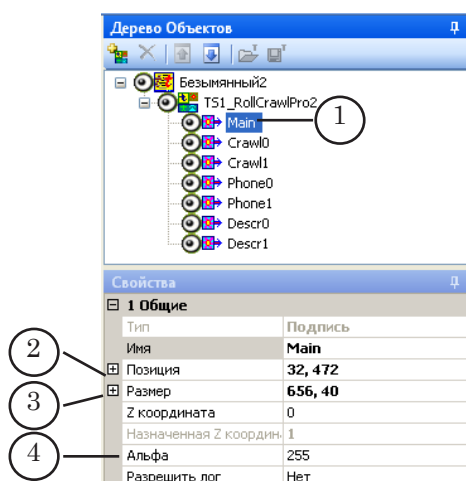 Дерево Объектов
Безымянный2
TS1_RollCrawlPro2
Main
1
Crawl0
Crawl1
Phone0
Phone1
Descr0
Descr1
Свойства
1 Общие
Тип Подпись
Имя Main
2
Позиция 32, 472
3
Размер 656, 40
Z координата 0
Назначенная Z координ. 1
4
Альфа 255
Разрешить лог Нет